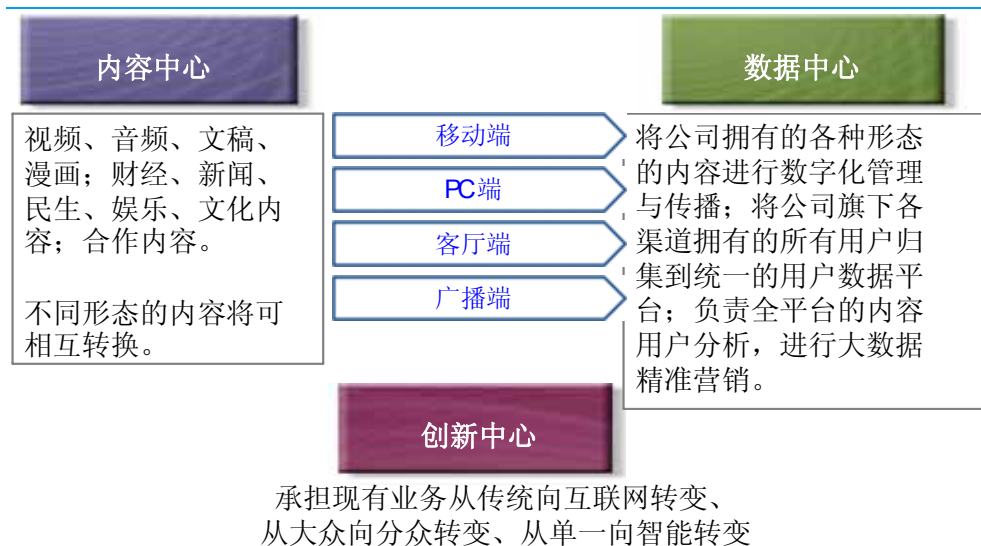 内容中心
数据中心
视频、音频、文稿、
漫画；财经、新闻、
民生、娱乐、文化内
容；合作内容。
不同形态的内容将可
相互转换。
移动端
PC端
客厅端
广播端
将公司拥有的各种形态
的内容进行数字化管理
与传播；将公司旗下各
渠道拥有的所有用户归
集到统一的用户数据平
台；负责全平台的内容
用户分析，进行大数据
精准营销。
创新中心
承担现有业务从传统向互联网转变、
从大众向分众转变、从单一向智能转变